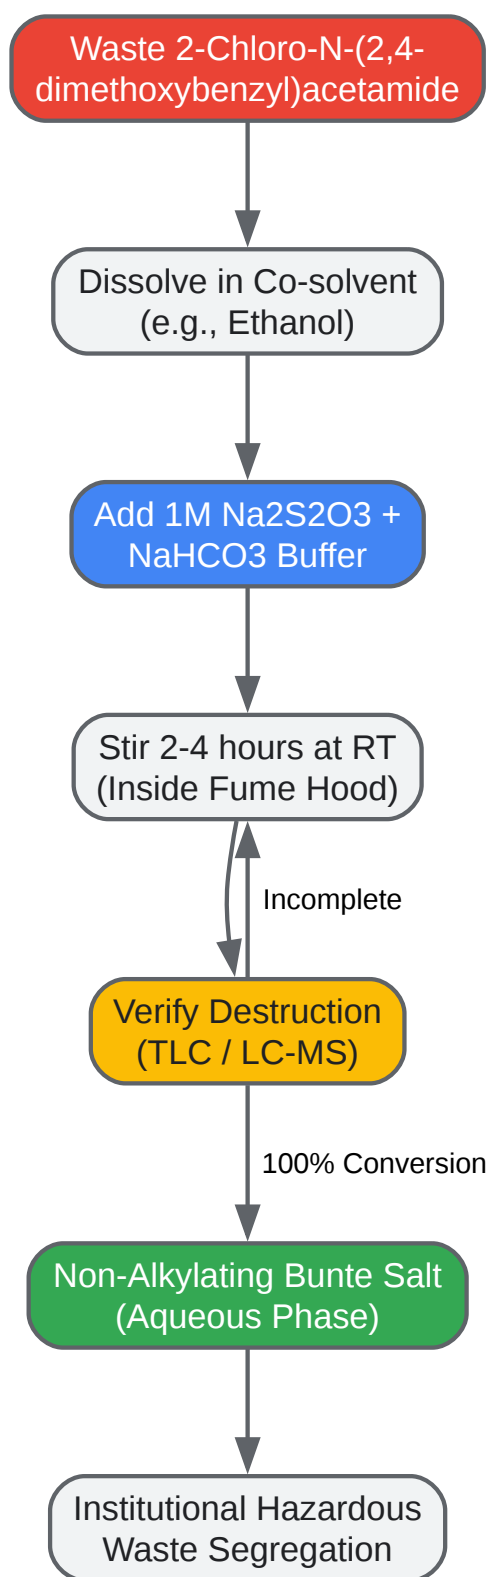 Waste 2-Chloro-N-(2,4-
dimethoxybenzyl)acetamide
Dissolve in Co-solvent
(e.g., Ethanol)
Add 1M Na2S2O3 +
NaHCO3 Buffer
Stir 2-4 hours at RT
(Inside Fume Hood)
Incomplete
Verify Destruction
(TLC / LC-MS)
100% Conversion
Non-Alkylating Bunte Salt
(Aqueous Phase)
Institutional Hazardous
Waste Segregation